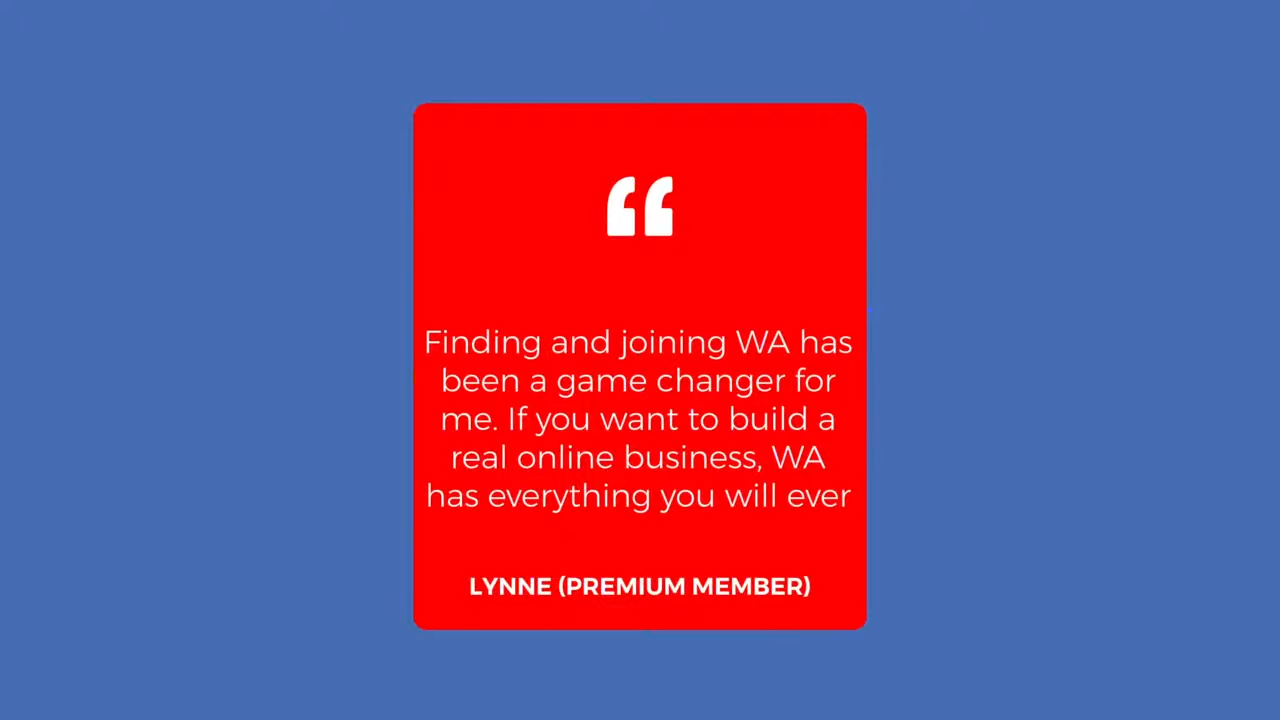 “
Finding and joining WA has
been a game changer for
me. If you want to build a
real online business, WA
has everything you will ever
LYNNE (PREMIUM MEMBER)